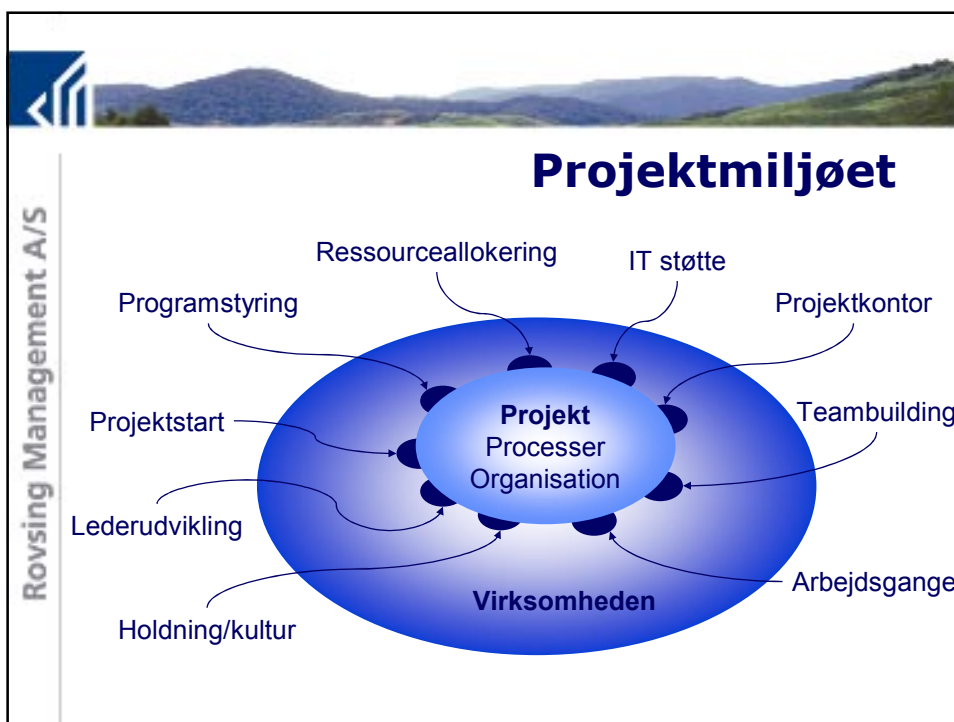 Rovsing Management A/S
Projektmiljøet
Ressourceallokering
IT støtte
Programstyring
Projektkontor
Projektstart
Teambuilding
Projekt
Processer
Organisation
Lederudvikling
Arbejdsgange
Virksomheden
Holdning/kultur